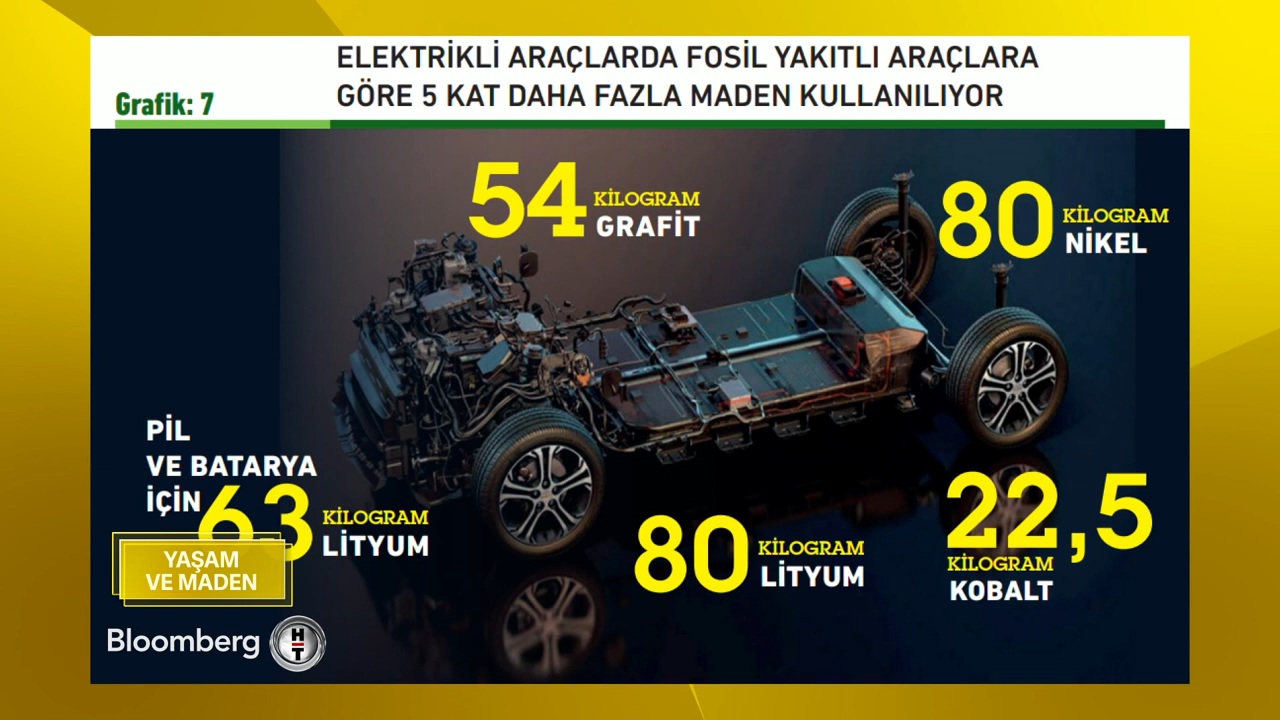 ELEKTRİKLİ ARAÇLARDA FOSİL YAKITLI ARAÇLARA
GÖRE 5 KAT DAHA FAZLA MADEN KULLANILIYOR
Grafik: 7
54 KİLOGRAM
GRAFİT
80 KİLOGRAM
NİKEL
PİL
VE BATARYA
İÇİN 63 KİLOGRAM
LİTYUM
80 KİLOGRAM
LİTYUM
22,5
KİLOGRAM
KOBALT
YAŞAM
VE MADEN
Bloomberg HT